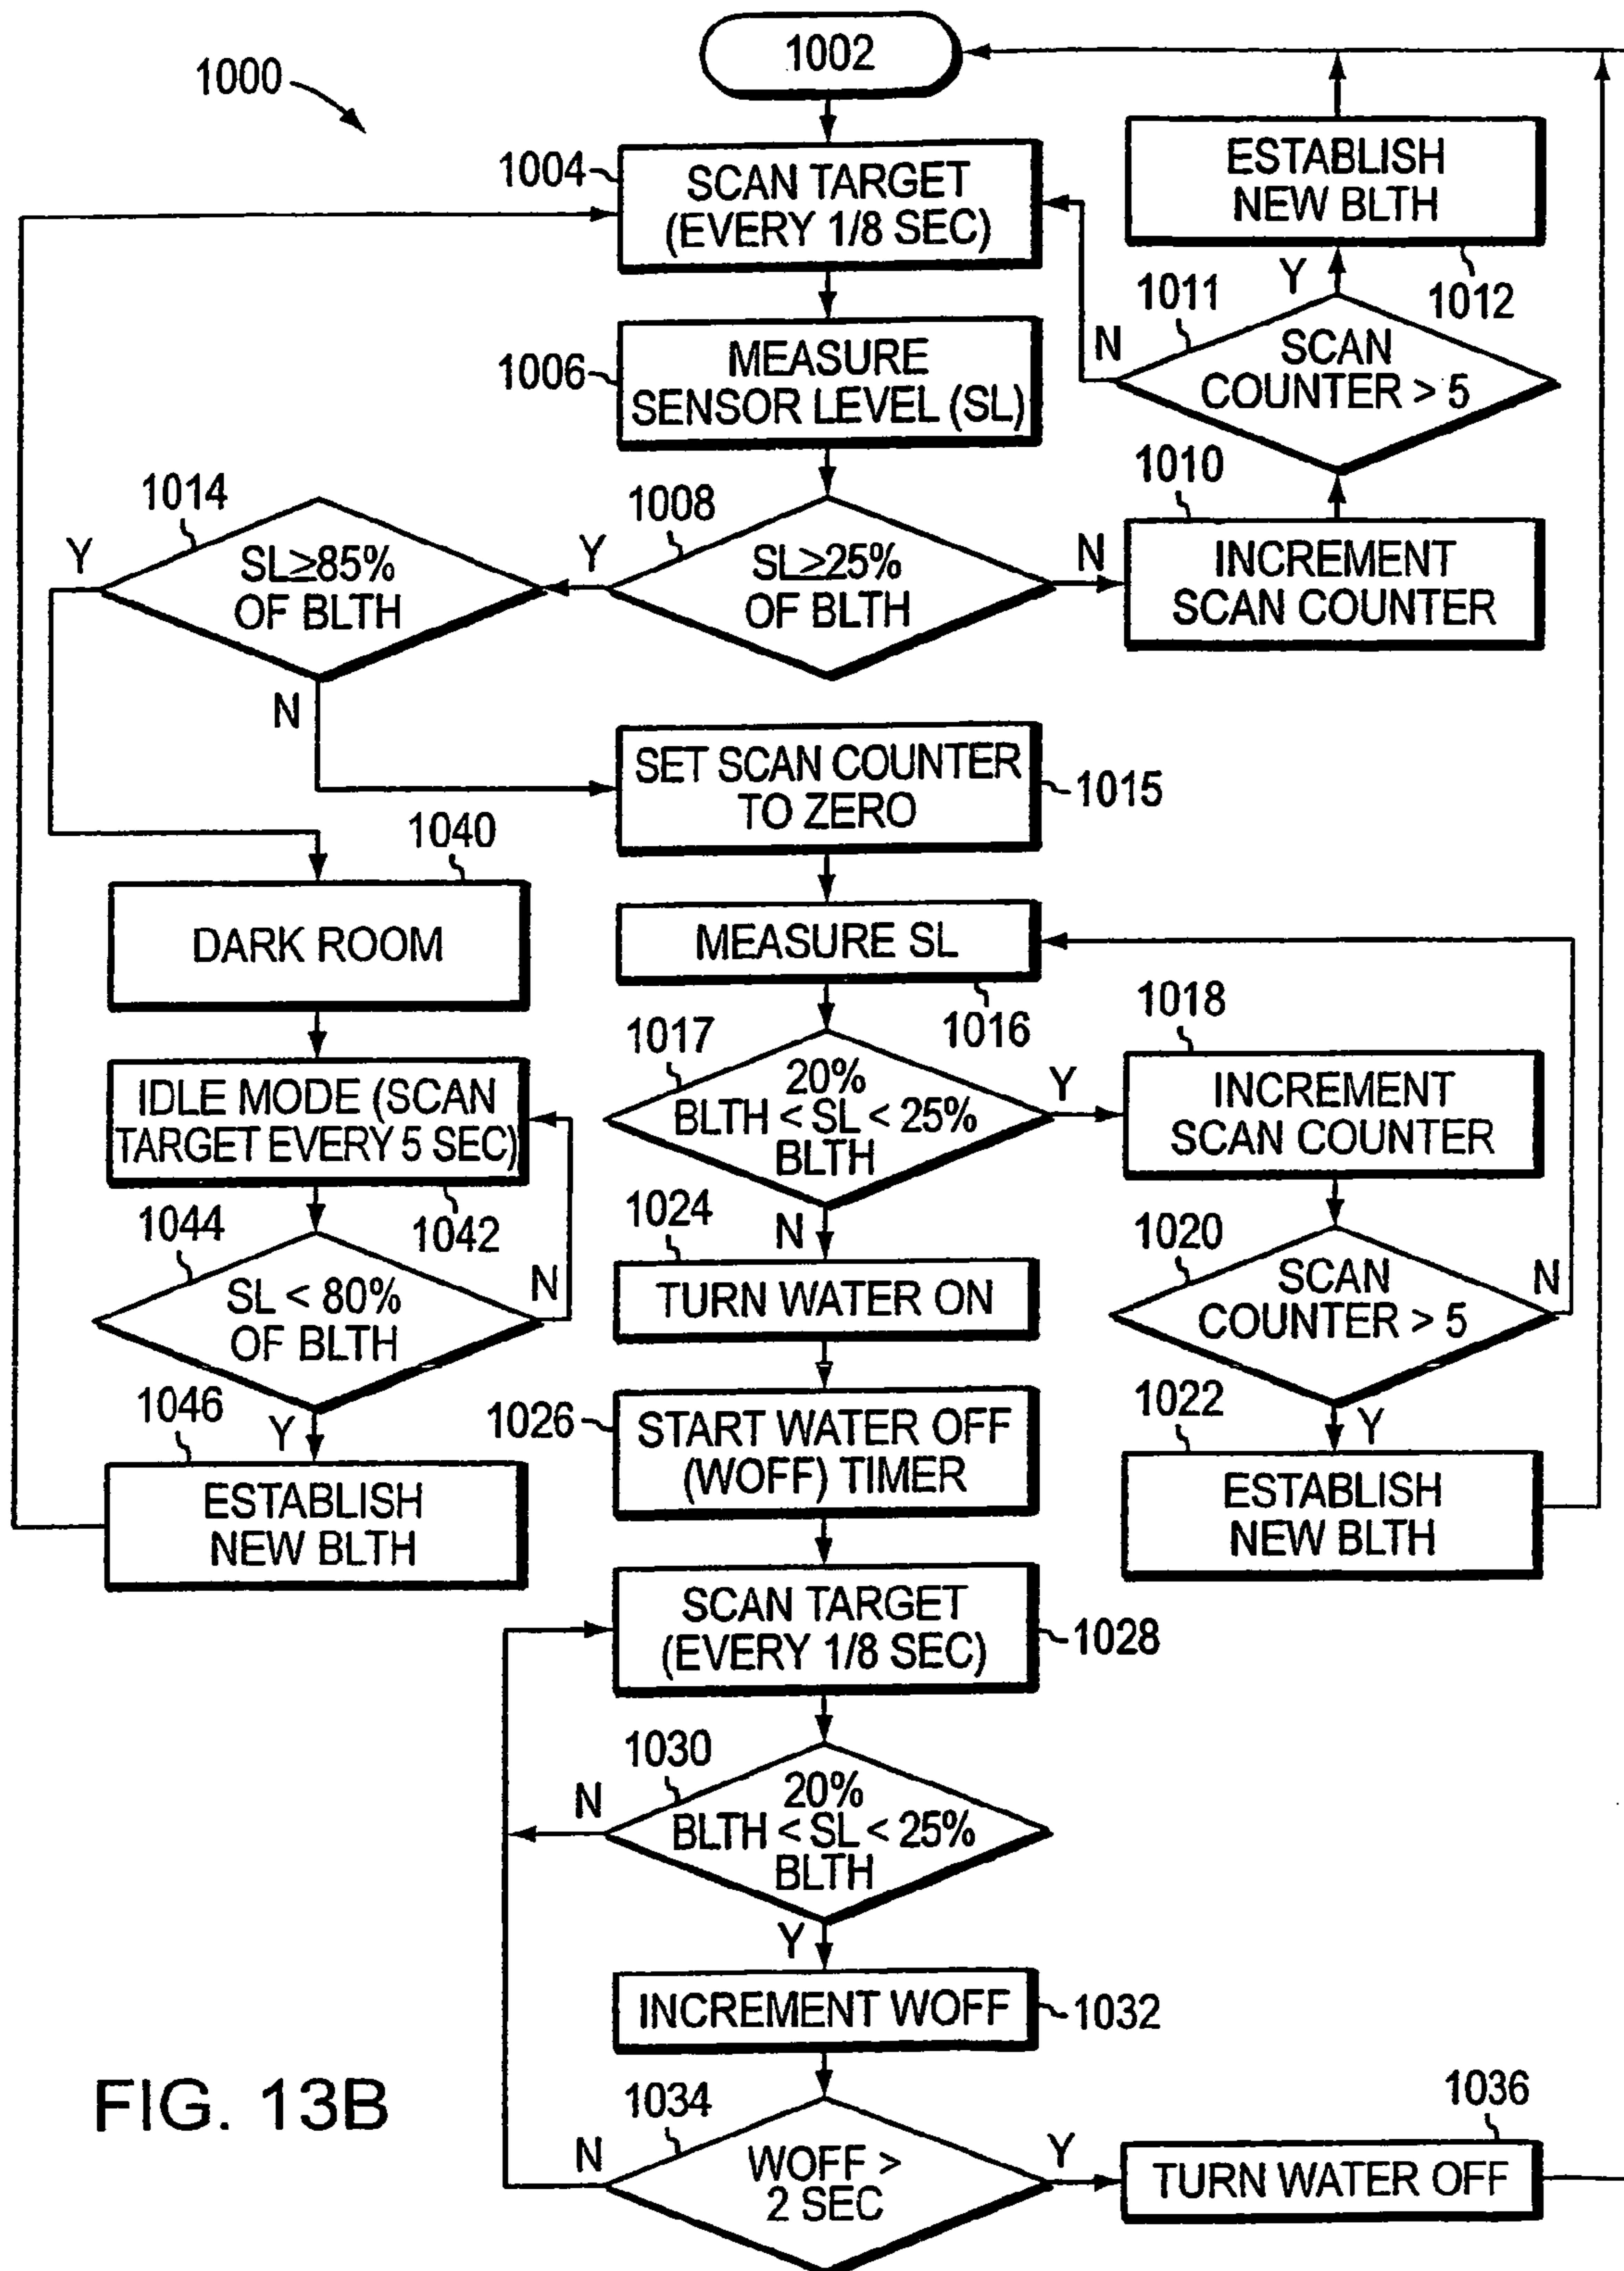 1000
1002
1004
SCAN TARGET
(EVERY 1/8 SEC)
ESTABLISH
NEW BLTH
1012
Y
1011
N
SCAN
COUNTER > 5
1006
MEASURE
SENSOR LEVEL (SL)
1010
INCREMENT
SCAN COUNTER
1014
Y
SL≥85%
OF BLTH
N
1008
Y
SL≥25%
OF BLTH
N
SET SCAN COUNTER
TO ZERO
1015
1040
DARK ROOM
MEASURE SL
1016
1017
20%
BLTH < SL < 25%
BLTH
Y
N
1018
INCREMENT
SCAN COUNTER
IDLE MODE (SCAN
TARGET EVERY 5 SEC)
1042
1044
SL < 80%
OF BLTH
N
Y
1024
TURN WATER ON
1020
SCAN
COUNTER > 5
N
Y
1046
ESTABLISH
NEW BLTH
1026
START WATER OFF
(WOFF) TIMER
1022
ESTABLISH
NEW BLTH
SCAN TARGET
(EVERY 1/8 SEC)
1028
1030
N
20%
BLTH < SL < 25%
BLTH
Y
INCREMENT WOFF
1032
1034
N
WOFF >
2 SEC
Y
1036
TURN WATER OFF
FIG. 13B